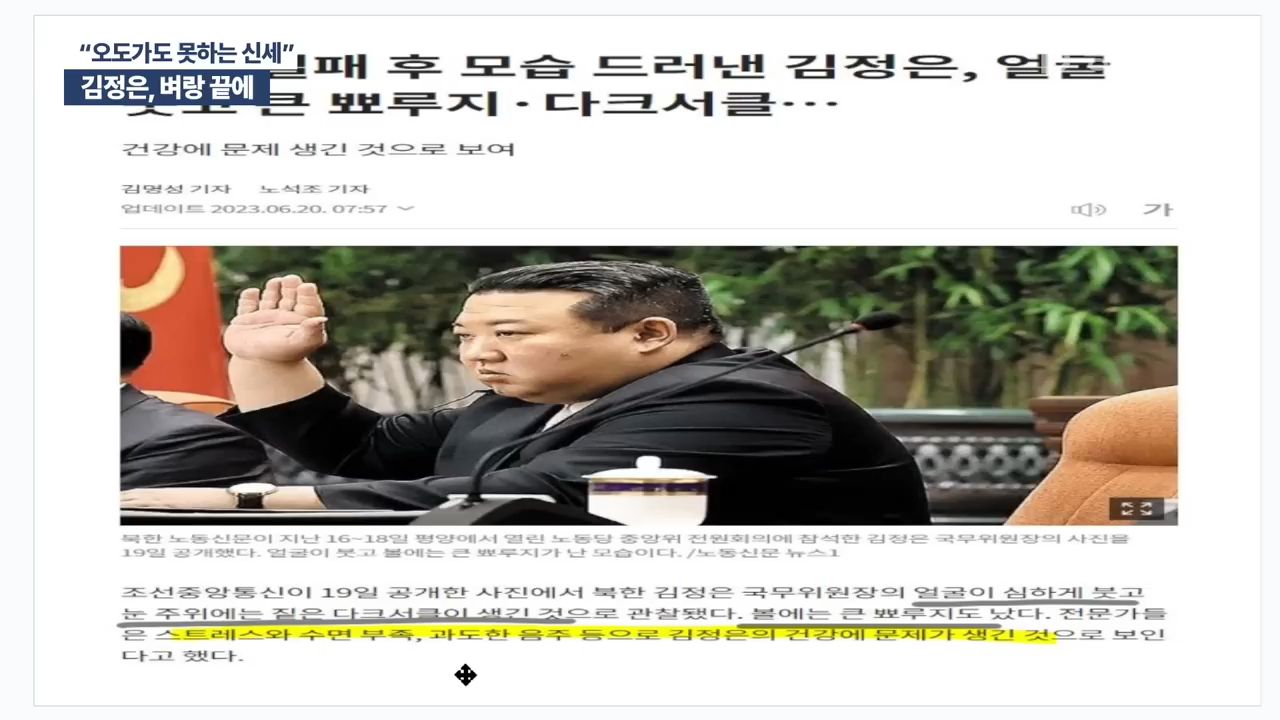 “오도가도 못하는 신세”
김정은, 벼랑 끝에
후 모습 드러낸 김정은, 얼굴
붓고 큰 뾰루지·다크서클…
건강에 문제 생긴 것으로 보여
김명성 기자 노석조 기자
업데이트 2023.06.20. 07:57
가
북한 노동신문이 지난 16~18일 평양에서 열린 노동당 중앙위 전원회의에 참석한 김정은 국무위원장의 사진을
19일 공개했다. 얼굴이 붓고 볼에는 큰 뾰루지가 난 모습이다. /노동신문 뉴스1
조선중앙통신이 19일 공개한 사진에서 북한 김정은 국무위원장의 얼굴이 심하게 붓고
눈 주위에는 짙은 다크서클이 생긴 것으로 관찰됐다. 볼에는 큰 뾰루지도 났다. 전문가들
은 스트레스와 수면 부족, 과도한 음주 등으로 김정은의 건강에 문제가 생긴 것으로 보인
다고 했다.